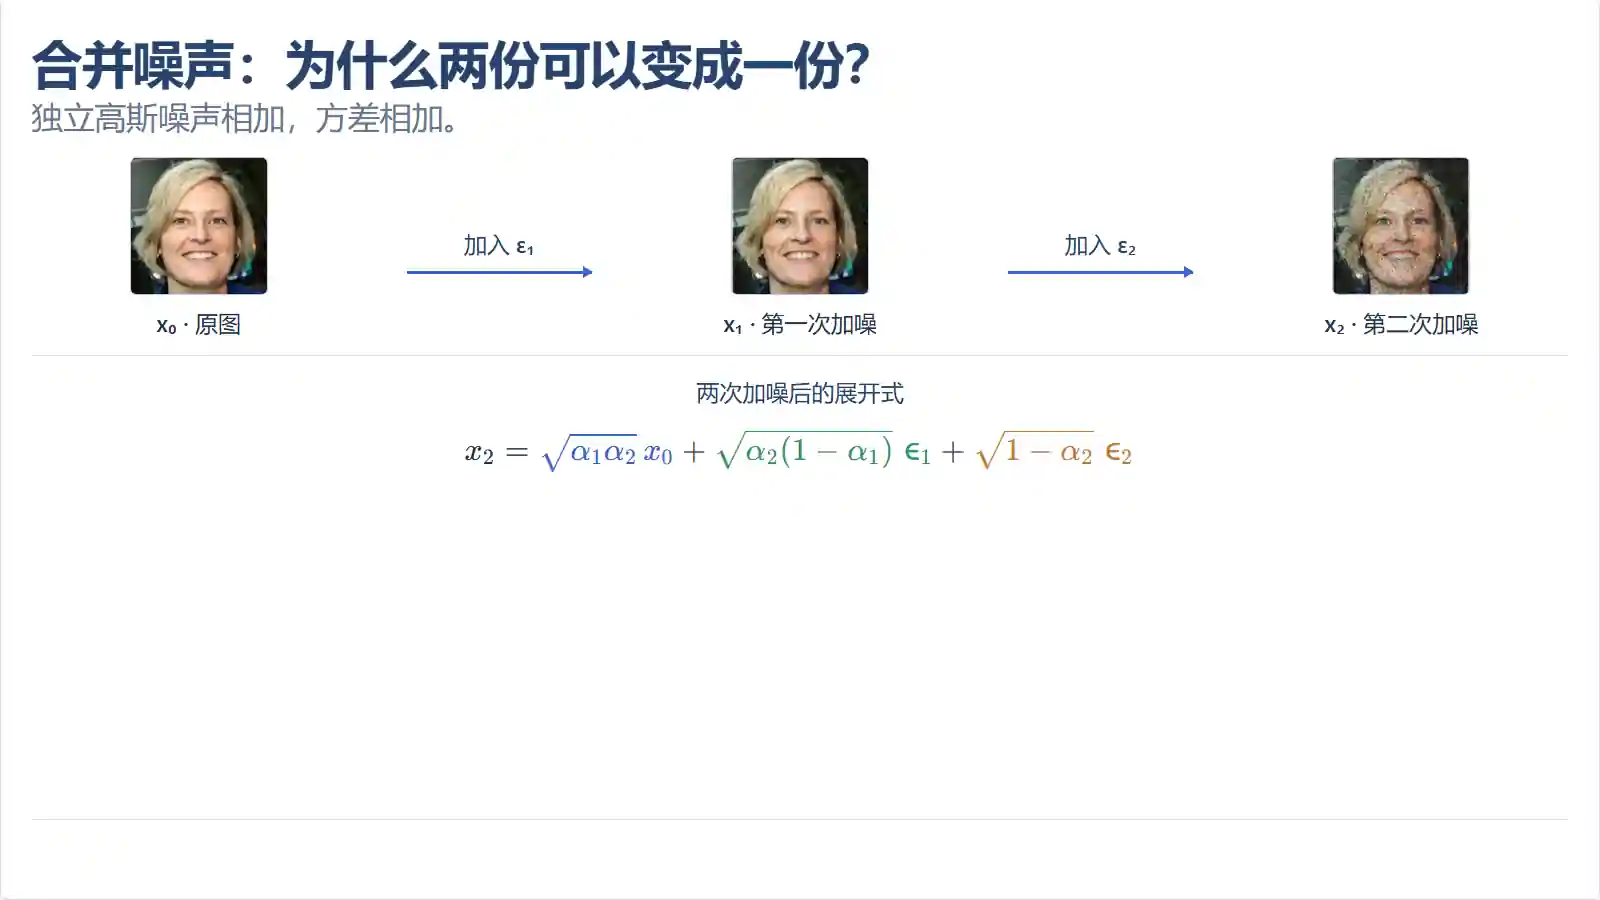 合并噪声：为什么两份可以变成一份？
独立高斯噪声相加，方差相加。
加入 ε₁
加入 ε₂
x₀ · 原图
x₁ · 第一次加噪
x₂ · 第二次加噪
两次加噪后的展开式
x₂ = √(α₁α₂) x₀ + √(α₂(1 − α₁)) ϵ₁ + √(1 − α₂) ϵ₂